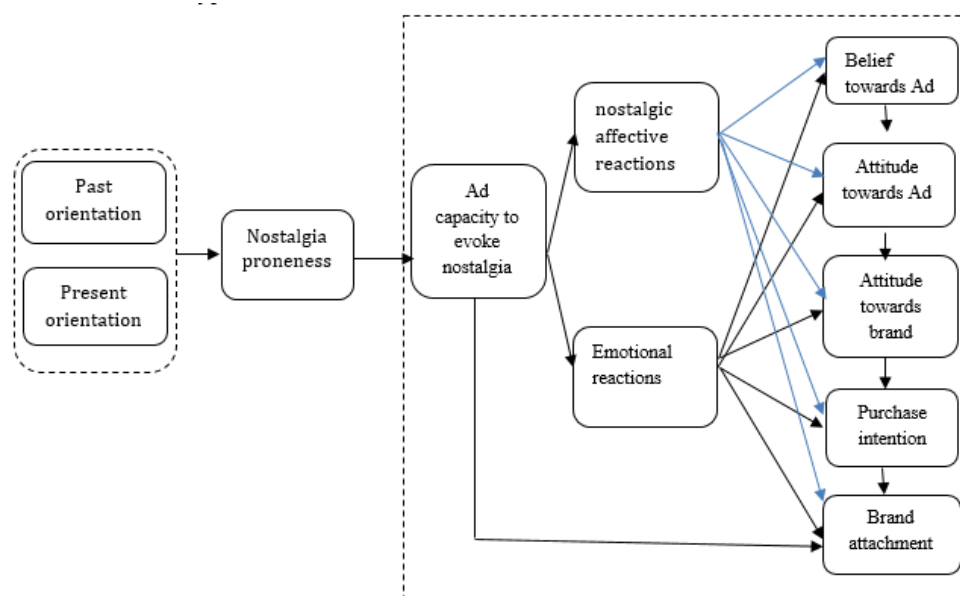 Past
orientation
Present
orientation
Nostalgia
proneness
Ad
capacity to
evoke
nostalgia
nostalgic
affective
reactions
Emotional
reactions
Belief
towards Ad
Attitude
towards Ad
Attitude
towards
brand
Purchase
intention
Brand
attachment